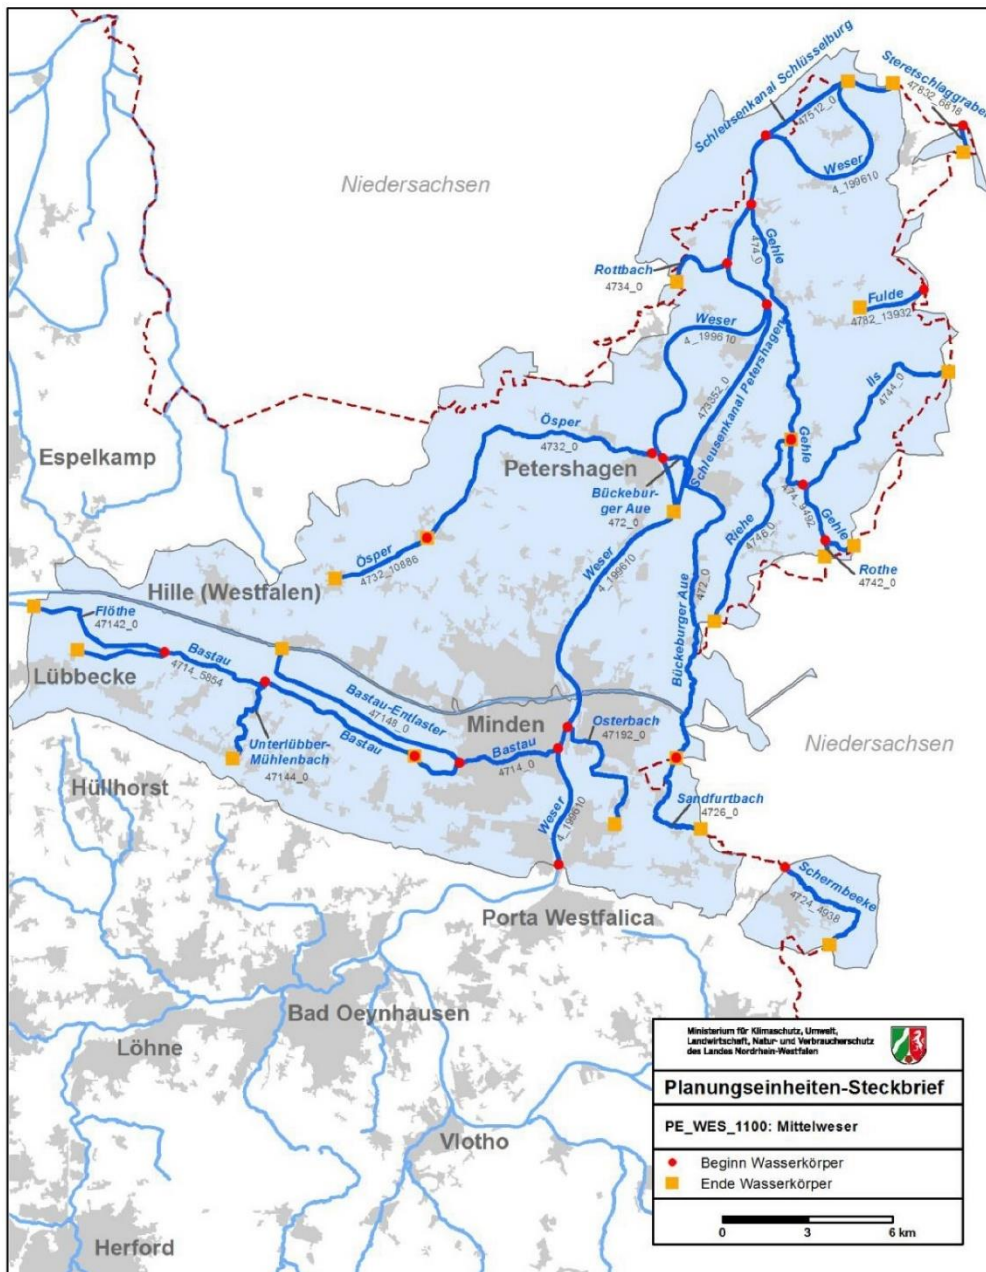 Steretschlaggraben
47832_6818
Schleusenkanal Schlüsselburg
47512_0
Weser
4_199610
Niedersachsen
Gehle
474_0
Rottbach
4734_0
Fulde
4782_13932
Weser
4_199610
Schleusenkanal Petershagen
473352_0
Ils
4744_0
Ösper
4732_0
Gehle
Espelkamp
Petershagen
Bückebur-
ger Aue
472_0
474_9492
Gehle
Riehe
4746_0
Ösper
4732_10886
Weser
4_199610
Rothe
4742_0
Hille (Westfalen)
Flöthe
47142_0
472_0
Bückeburger Aue
Lübbecke
Bastau
4714_5854
Bastau-Entlaster
47148_0
Minden
Osterbach
47192_0
Unterlübber-
Mühlenbach
47144_0
Bastau
Bastau
4714_0
Niedersachsen
Hüllhorst
Weser
4_199610
Sandfurtbach
4726_0
Schermbeeke
4724_4938
Porta Westfalica
Bad Oeynhausen
Löhne
Vlotho
Herford
Ministerium für Klimaschutz, Umwelt,
Landwirtschaft, Natur- und Verbraucherschutz
des Landes Nordrhein-Westfalen
Planungseinheiten-Steckbrief
PE_WES_1100: Mittelweser
Beginn Wasserkörper
Ende Wasserkörper
0 3 6 km